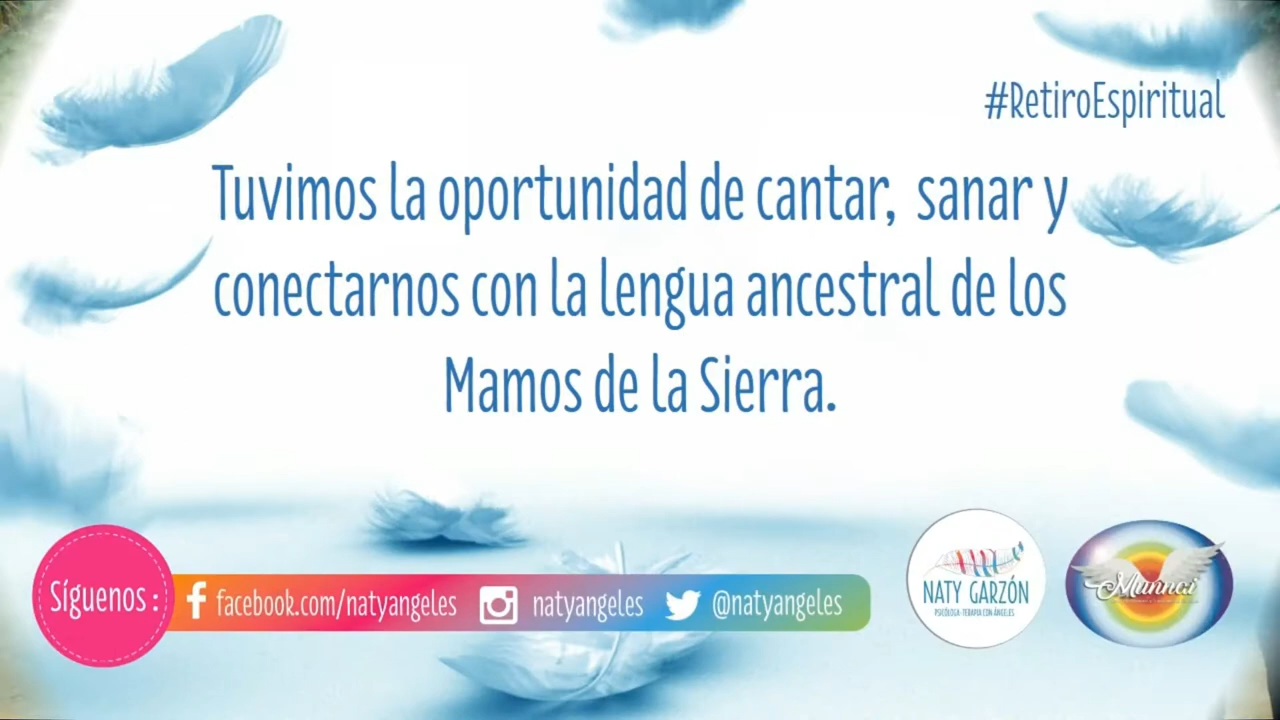 #RetiroEspiritual
Tuvimos la oportunidad de cantar, sanar y
conectarnos con la lengua ancestral de los
Mamos de la Sierra.
Síguenos :
facebook.com/natyangeles
natyangeles
@natyangeles
NATY GARZÓN
PSICÓLOGA-TERAPIA CON ÁNGELES